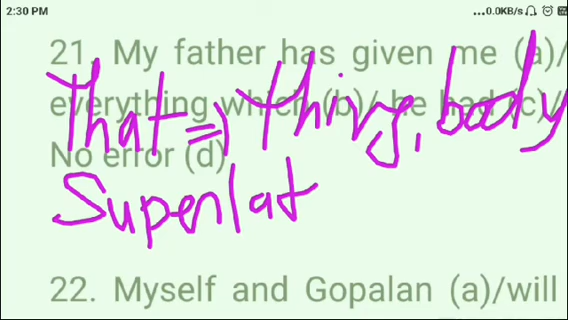 2:30 PM ...0.0KB/s
21. My father has given me (a)/
everything which (b)/ he had (c)/
That => Thing, body
No error (d)
Superlat
22. Myself and Gopalan (a)/will